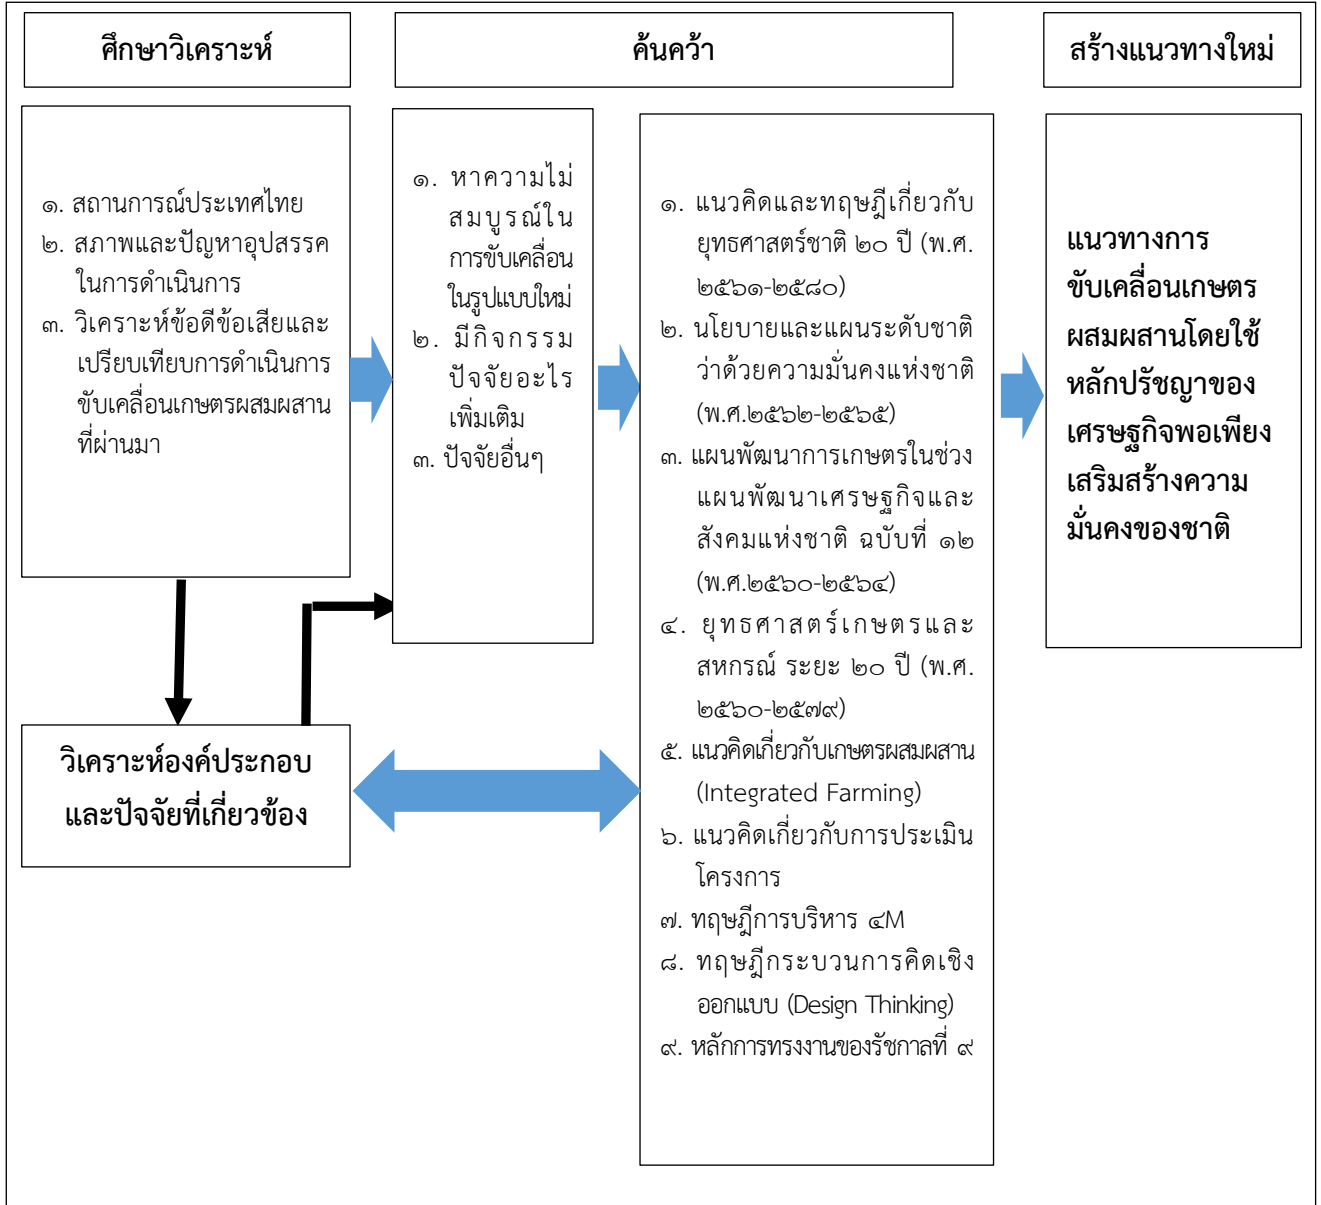 ศึกษาวิเคราะห์
ค้นคว้า
สร้างแนวทางใหม่
๑. สถานการณ์ประเทศไทย
๒. สภาพและปัญหาอุปสรรค
ในการดำเนินการ
๓. วิเคราะห์ข้อดีข้อเสียและ
เปรียบเทียบการดำเนินการ
ขับเคลื่อนเกษตรผสมผสาน
ที่ผ่านมา
๑. หาความไม่
สมบูรณ์ใน
การขับเคลื่อน
ในรูปแบบใหม่
๒. มีกิจกรรม
ปัจจัยอะไร
เพิ่มเติม
๓. ปัจจัยอื่นๆ
๑. แนวคิดและทฤษฎีเกี่ยวกับ
ยุทธศาสตร์ชาติ ๒๐ ปี (พ.ศ.
๒๕๖๑-๒๕๘๐)
๒. นโยบายและแผนระดับชาติ
ว่าด้วยความมั่นคงแห่งชาติ
(พ.ศ.๒๕๖๒-๒๕๖๕)
๓. แผนพัฒนาการเกษตรในช่วง
แผนพัฒนาเศรษฐกิจและ
สังคมแห่งชาติ ฉบับที่ ๑๒
(พ.ศ.๒๕๖๐-๒๕๖๔)
๔. ยุทธศาสตร์เกษตรและ
สหกรณ์ ระยะ ๒๐ ปี (พ.ศ.
๒๕๖๐-๒๕๗๙)
๕. แนวคิดเกี่ยวกับเกษตรผสมผสาน
(Integrated Farming)
๖. แนวคิดเกี่ยวกับการประเมิน
โครงการ
๗. ทฤษฎีการบริหาร ๔M
๘. ทฤษฎีกระบวนการคิดเชิง
ออกแบบ (Design Thinking)
๙. หลักการทรงงานของรัชกาลที่ ๙
แนวทางการ
ขับเคลื่อนเกษตร
ผสมผสานโดยใช้
หลักปรัชญาของ
เศรษฐกิจพอเพียง
เสริมสร้างความ
มั่นคงของชาติ
วิเคราะห์องค์ประกอบ
และปัจจัยที่เกี่ยวข้อง